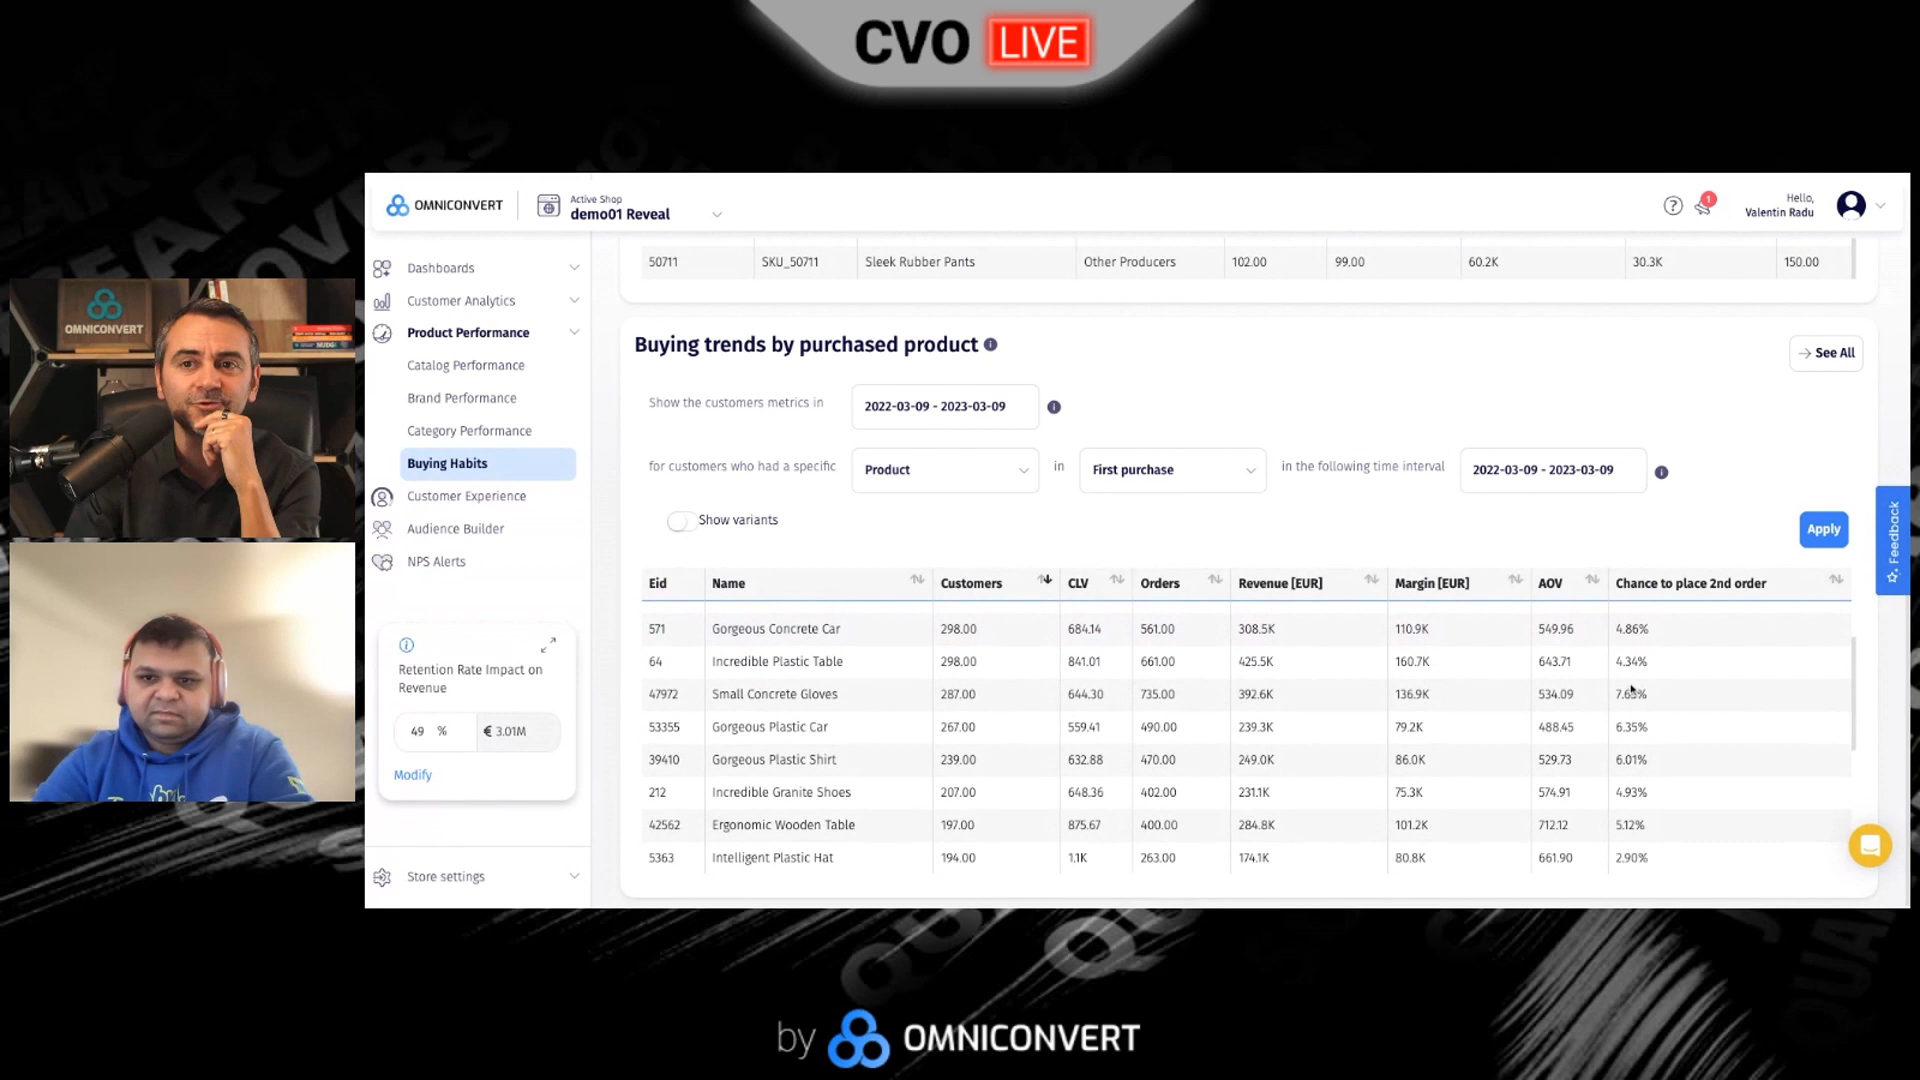 CVO LIVE
OMNICONVERT
Active Shop
demo01 Reveal
1
Hello,
Valentin Radu
Dashboards
Customer Analytics
Product Performance
Catalog Performance
Brand Performance
Category Performance
Buying Habits
Customer Experience
Audience Builder
NPS Alerts
Retention Rate Impact on
Revenue
49 % € 3.01M
Modify
Store settings
50711 SKU_50711 Sleek Rubber Pants Other Producers 102.00 99.00 60.2K 30.3K 150.00
Buying trends by purchased product
See All
Show the customers metrics in 2022-03-09 - 2023-03-09
for customers who had a specific Product in First purchase in the following time interval 2022-03-09 - 2023-03-09
Show variants
Apply
Feedback
Eid Name Customers CLV Orders Revenue [EUR] Margin [EUR] AOV Chance to place 2nd order
571 Gorgeous Concrete Car 298.00 684.14 561.00 308.5K 110.9K 549.96 4.86%
64 Incredible Plastic Table 298.00 841.01 661.00 425.5K 160.7K 643.71 4.34%
47972 Small Concrete Gloves 287.00 644.30 735.00 392.6K 136.9K 534.09
53355 Gorgeous Plastic Car 267.00 559.41 490.00 239.3K 79.2K 488.45 6.35%
39410 Gorgeous Plastic Shirt 239.00 632.88 470.00 249.0K 86.0K 529.73 6.01%
212 Incredible Granite Shoes 207.00 648.36 402.00 231.1K 75.3K 574.91 4.93%
42562 Ergonomic Wooden Table 197.00 875.67 400.00 284.8K 101.2K 712.12 5.12%
5363 Intelligent Plastic Hat 194.00 1.1K 263.00 174.1K 80.8K 661.90 2.90%
OMNICONVERT
by OMNICONVERT